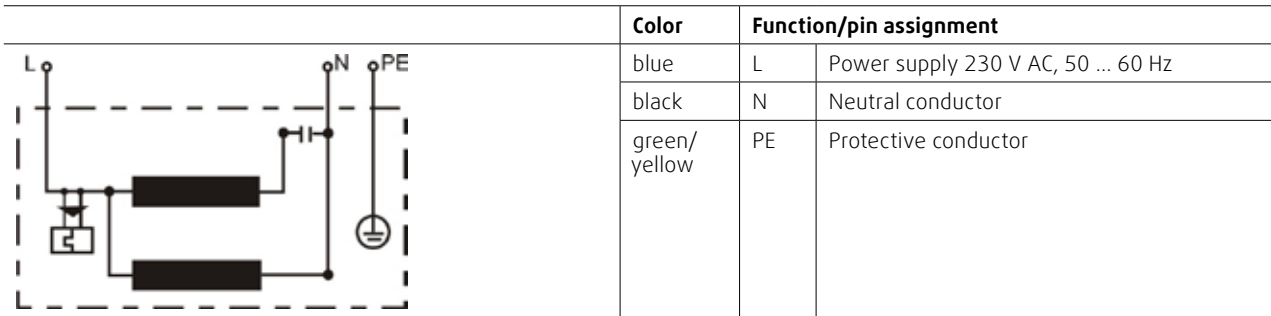 Color Function/pin assignment
L N PE
blue L Power supply 230 V AC, 50 ... 60 Hz
black N Neutral conductor
green/ PE Protective conductor
yellow